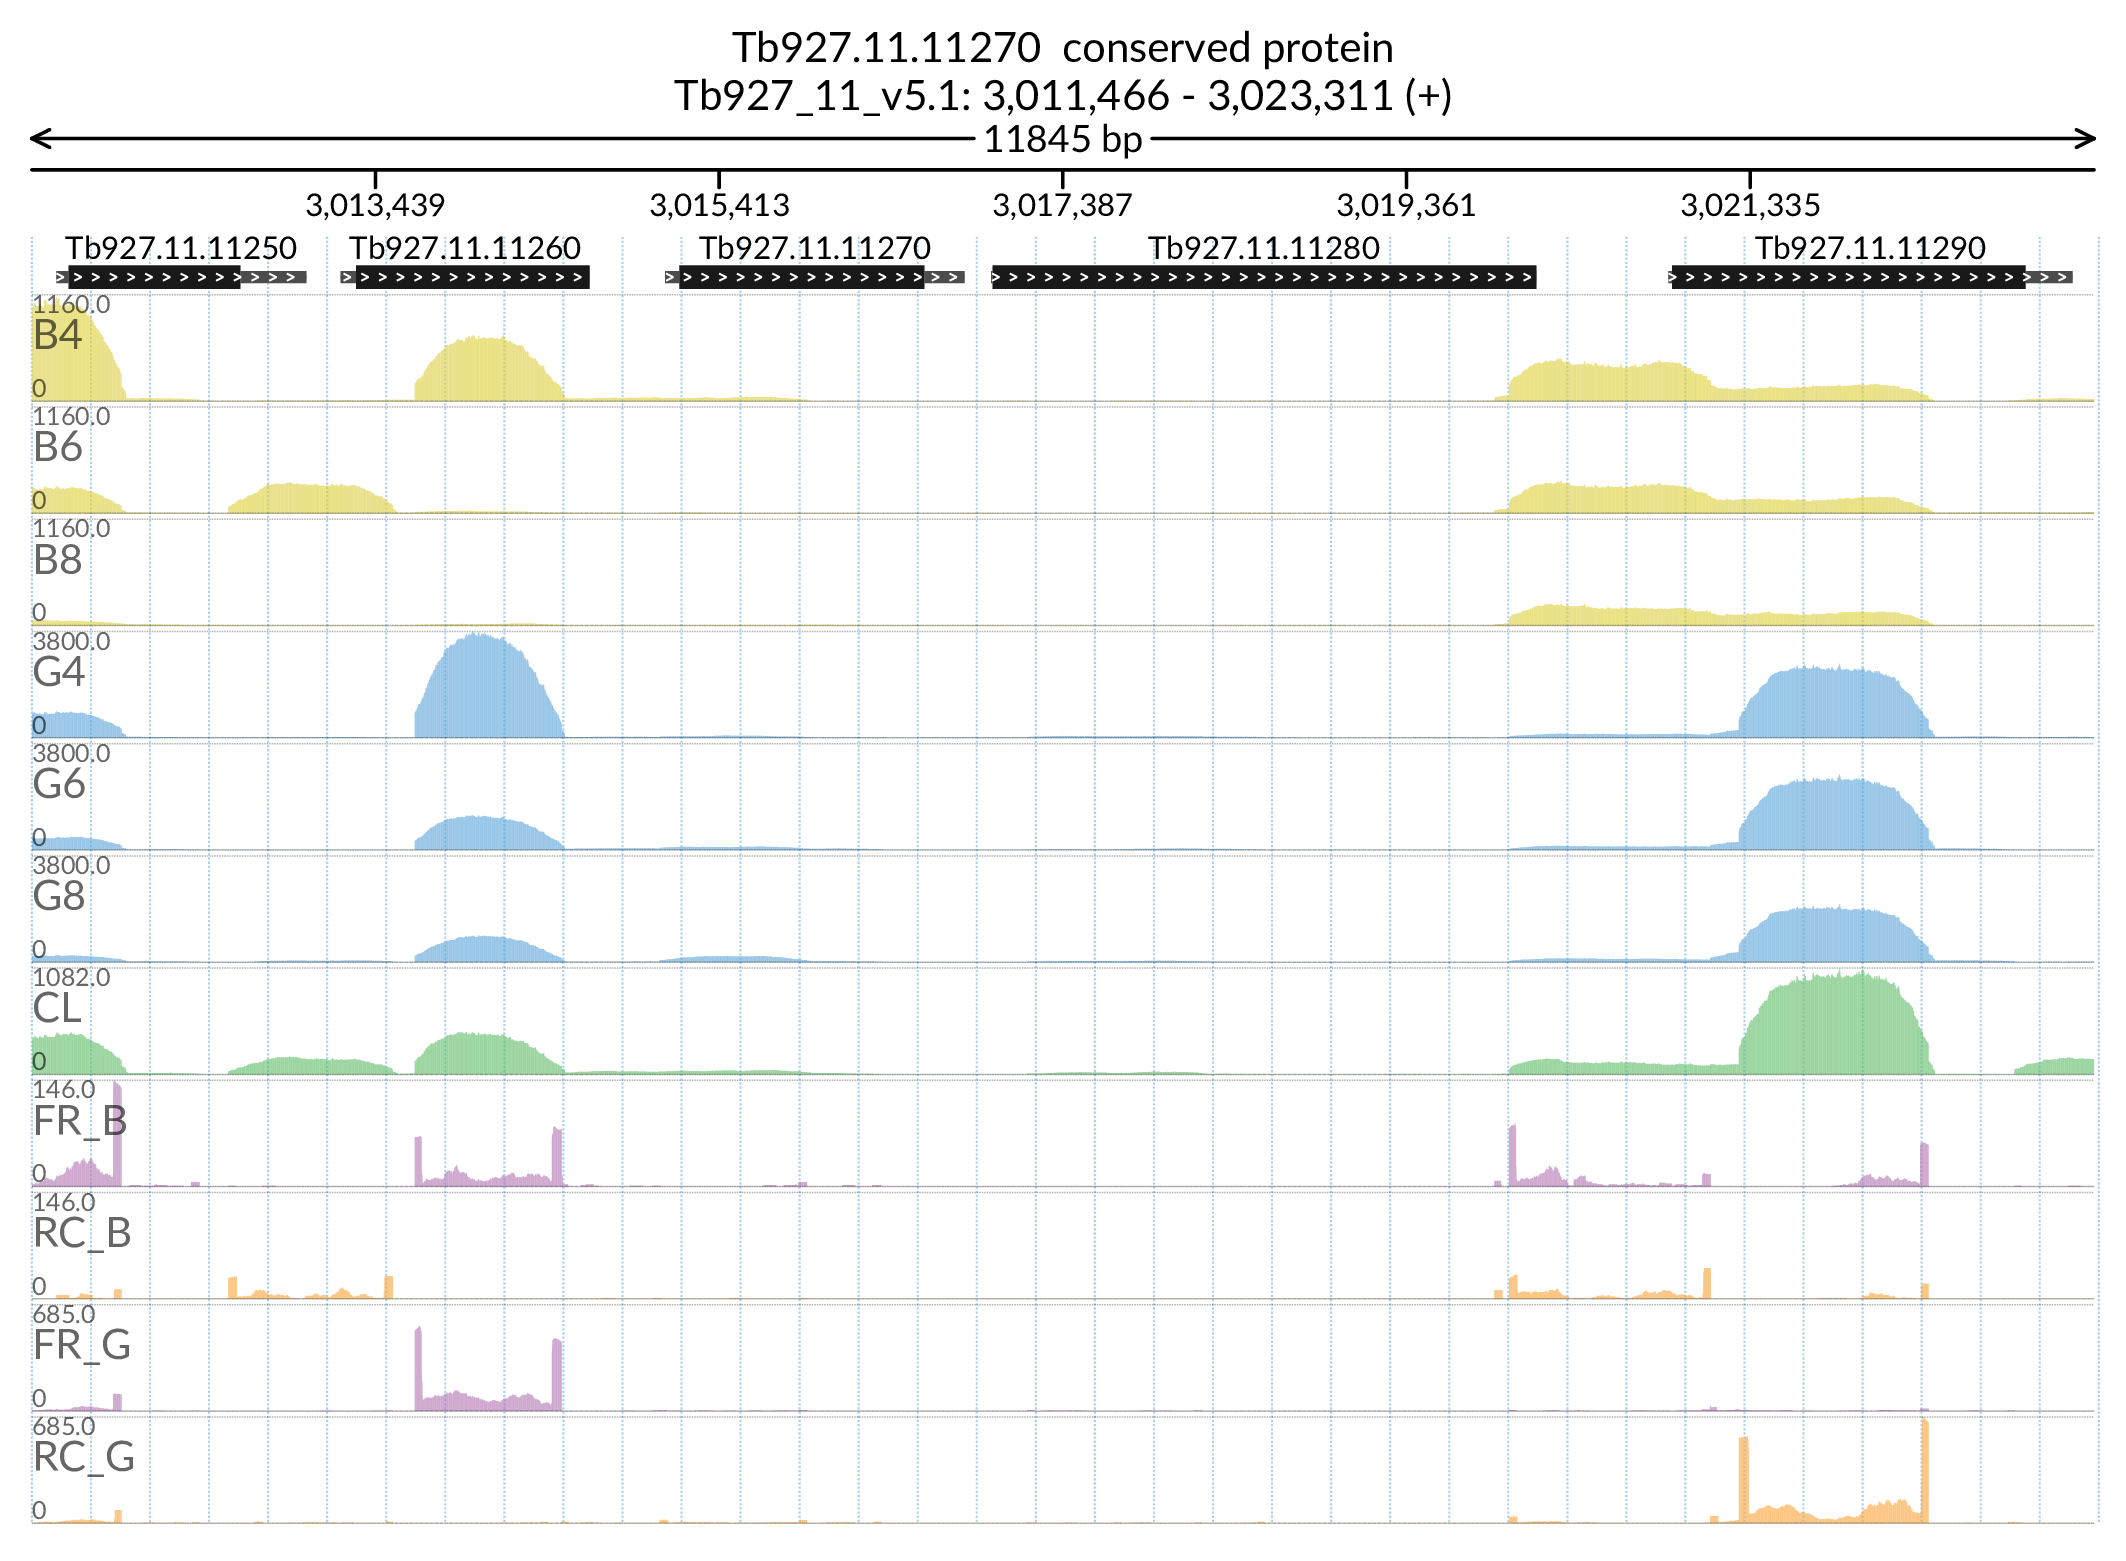 Tb927.11.11270  conserved protein
Tb927_11_v5.1: 3,011,466 - 3,023,311 (+)
11845 bp
3,013,439 3,015,413 3,017,387 3,019,361 3,021,335
Tb927.11.11250 Tb927.11.11260 Tb927.11.11270 Tb927.11.11280 Tb927.11.11290
1160.0
B4
0
1160.0
B6
0
1160.0
B8
0
3800.0
G4
0
3800.0
G6
0
3800.0
G8
0
1082.0
CL
0
146.0
FR_B
0
146.0
RC_B
0
685.0
FR_G
0
685.0
RC_G
0